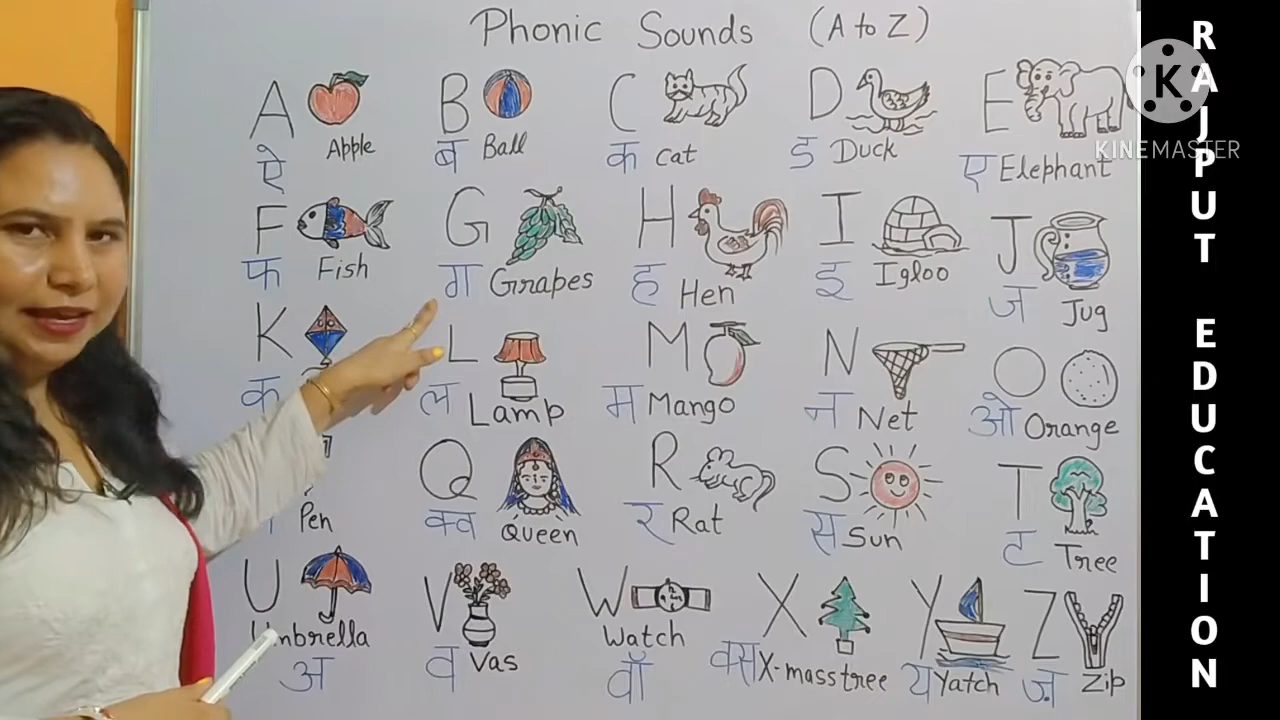 Phonic Sounds (A to Z)
A B C D E
Apple Ball Cat Duck Elephant
ऐ ब क ड ए
F G H I J
Fish Grapes Hen Igloo Jug
फ ग ह इ ज
K L M N O
Lamp Mango Net Orange
क ल म न ओ
Q R S T
Pen Queen Rat Sun Tree
क्व र स ट
U V W X Y Z
Umbrella Vas Watch X-masstree Yatch Zip
अ व वॉ क्स य ज़
RAJPUT EDUCATION
K
KINEMASTER